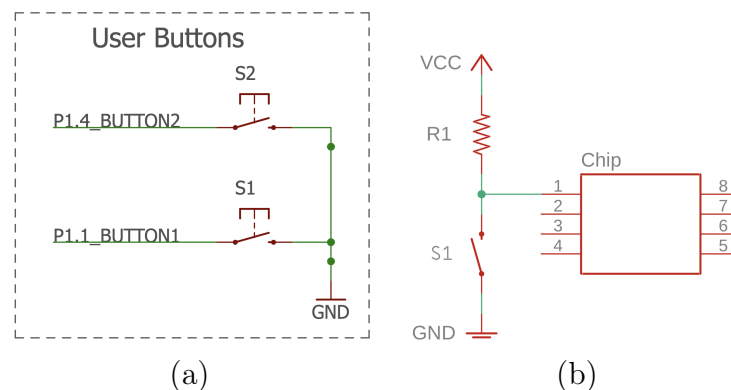 User Buttons
S2
P1.4_BUTTON2
S1
P1.1_BUTTON1
GND
(a)
VCC
R1
Chip
1
2
3
4
8
7
6
5
S1
GND
(b)